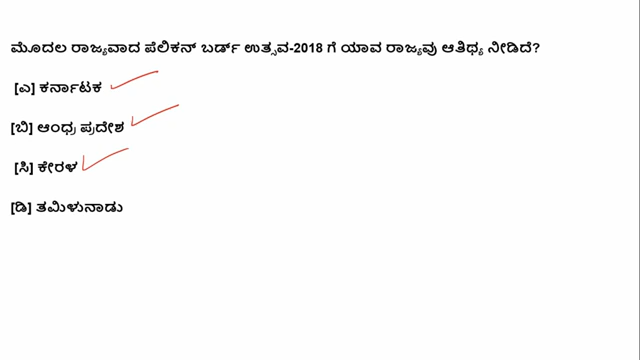 ಮೊದಲ ರಾಜ್ಯವಾದ ಪೆಲಿಕನ್ ಬರ್ಡ್ ಉತ್ಸವ-2018 ಗೆ ಯಾವ ರಾಜ್ಯವು ಆತಿಥ್ಯ ನೀಡಿದೆ?
[ಎ] ಕರ್ನಾಟಕ
[ಬಿ] ಆಂಧ್ರ ಪ್ರದೇಶ
[ಸಿ] ಕೇರಳ
[ಡಿ] ತಮಿಳುನಾಡು